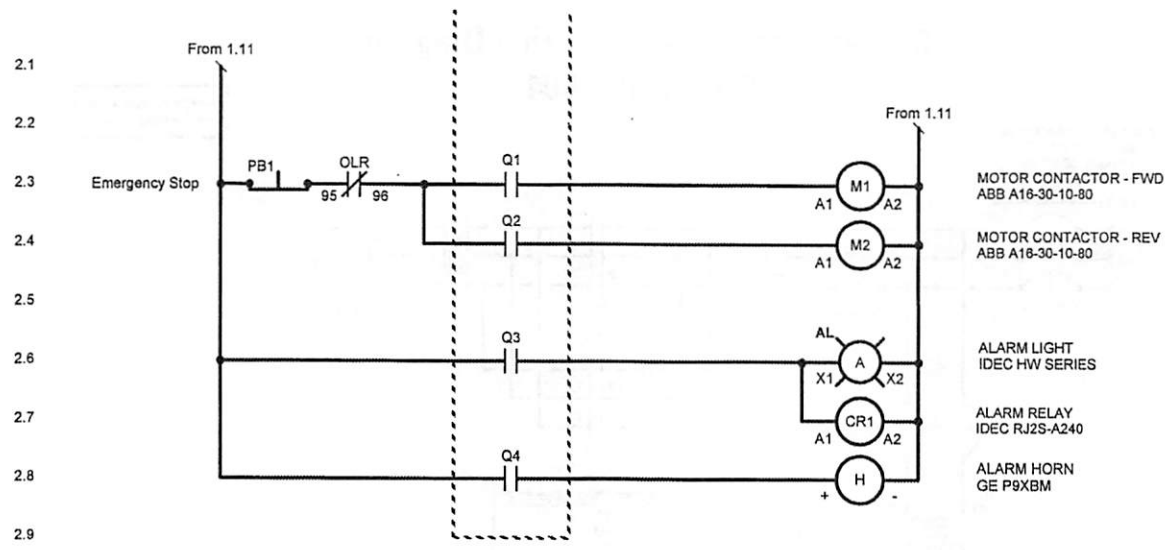 From 1.11
2.1
2.2
From 1.11
2.3
Emergency Stop
PB1
OLR
95
96
Q1
M1
A1
A2
MOTOR CONTACTOR - FWD
ABB A16-30-10-80
2.4
Q2
M2
A1
A2
MOTOR CONTACTOR - REV
ABB A16-30-10-80
2.5
2.6
Q3
AL
A
X1
X2
ALARM LIGHT
IDEC HW SERIES
2.7
CR1
A1
A2
ALARM RELAY
IDEC RJ2S-A240
2.8
Q4
H
+
-
ALARM HORN
GE P9XBM
2.9